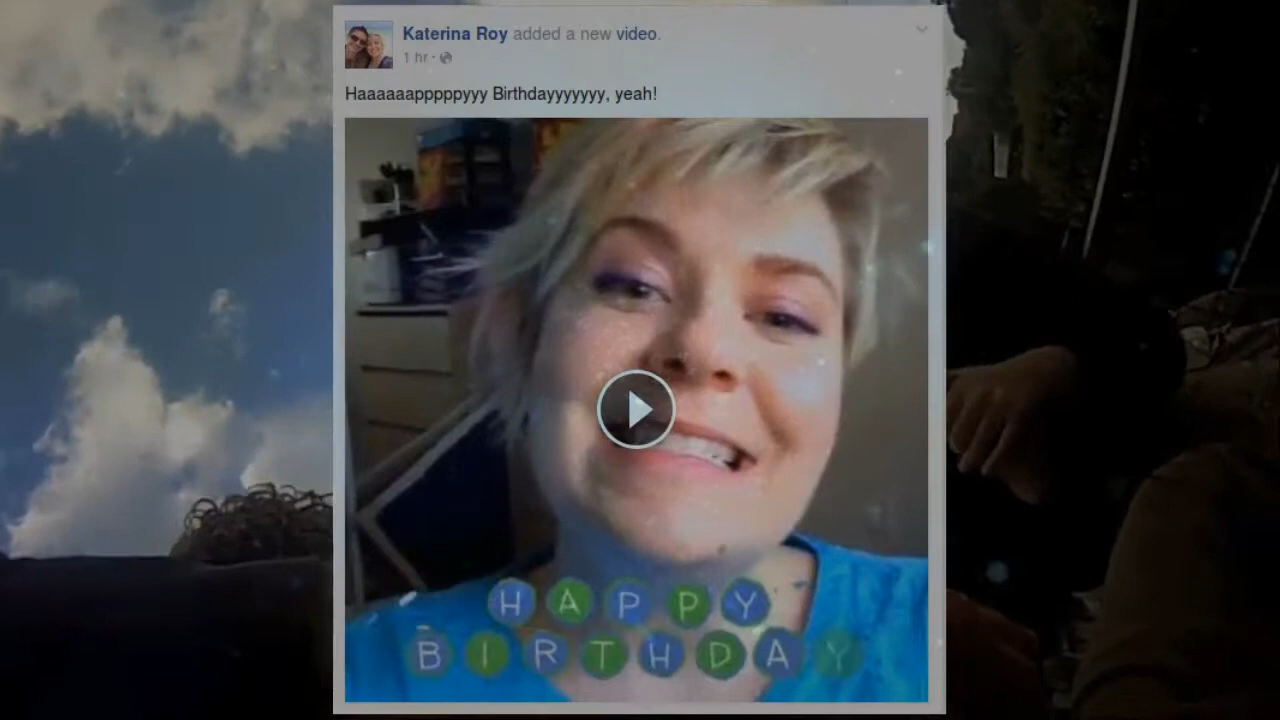 Katerina Roy added a new video.
1 hr ·
Haaaaaapppppyyy Birthdayyyyyyy, yeah!
HAPPY
BIRTHDAY